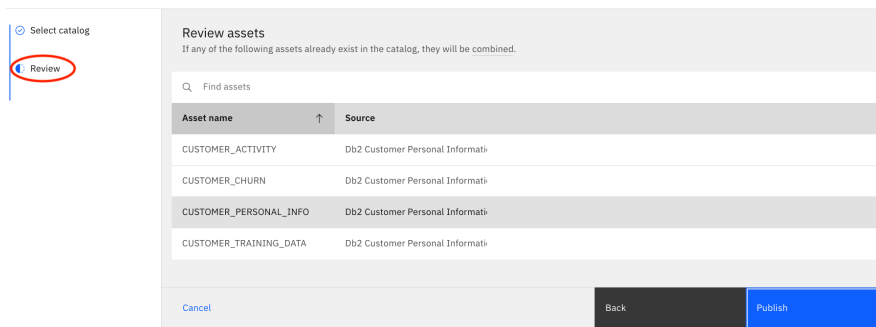 Select catalog
Review
Review assets
If any of the following assets already exist in the catalog, they will be combined.
Find assets
Asset name Source
CUSTOMER_ACTIVITY Db2 Customer Personal Informati
CUSTOMER_CHURN Db2 Customer Personal Informati
CUSTOMER_PERSONAL_INFO Db2 Customer Personal Informati
CUSTOMER_TRAINING_DATA Db2 Customer Personal Informati
Cancel Back Publish